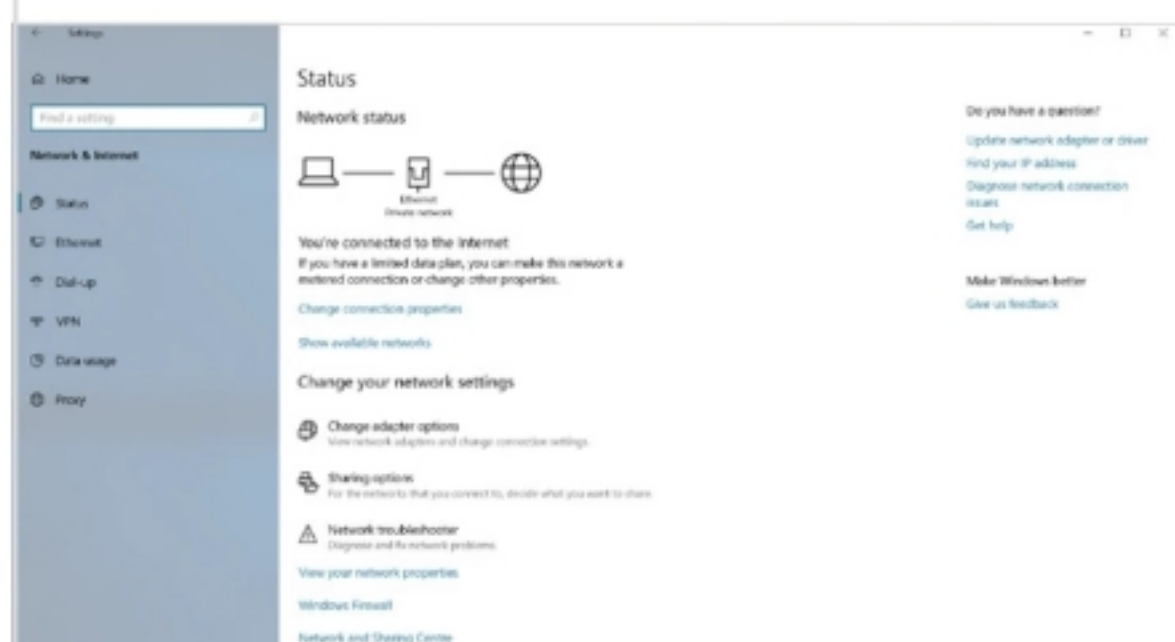 Settings
Home
Find a setting
Network & Internet
Status
Ethernet
Dial-up
VPN
Data usage
Proxy
Status
Network status
Ethernet
Private network
You're connected to the Internet
If you have a limited data plan, you can make this network a
metered connection or change other properties.
Change connection properties
Show available networks
Change your network settings
Change adapter options
View network adapters and change connection settings.
Sharing options
For the networks that you connect to, decide what you want to share.
Network troubleshooter
Diagnose and fix network problems.
View your network properties
Windows Firewall
Network and Sharing Centre
Do you have a question?
Update network adapter or driver
Find your IP address
Diagnose network connection
issues
Get help
Make Windows better
Give us feedback